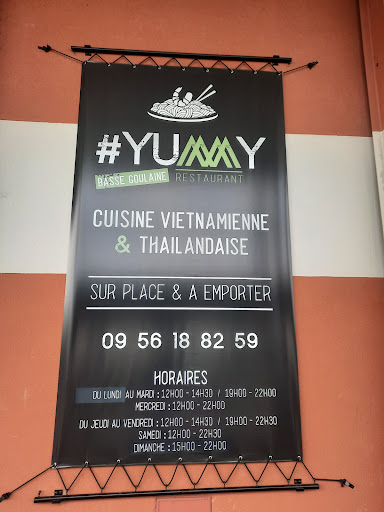 #YUMMY
BASSE GOULAINE RESTAURANT
CUISINE VIETNAMIENNE
& THAILANDAISE
SUR PLACE & A EMPORTER
09 56 18 82 59
HORAIRES
DU LUNDI AU MARDI : 12H00 - 14H30 / 19H00 - 22H00
MERCREDI : 12H00 - 22H00
DU JEUDI AU VENDREDI : 12H00 - 14H30 / 19H00 - 22H30
SAMEDI : 12H00 - 22H30
DIMANCHE : 15H00 - 22H00